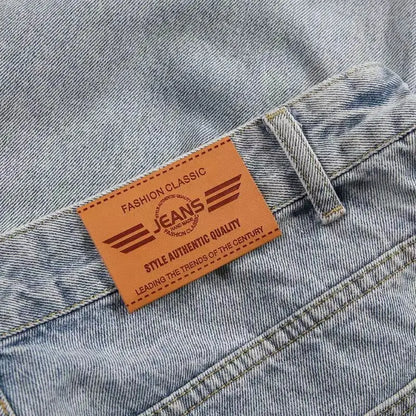 FASHION CLASSIC
JEANS
STYLE AUTHENTIC QUALITY
LEADING THE TRENDS OF THE CENTURY